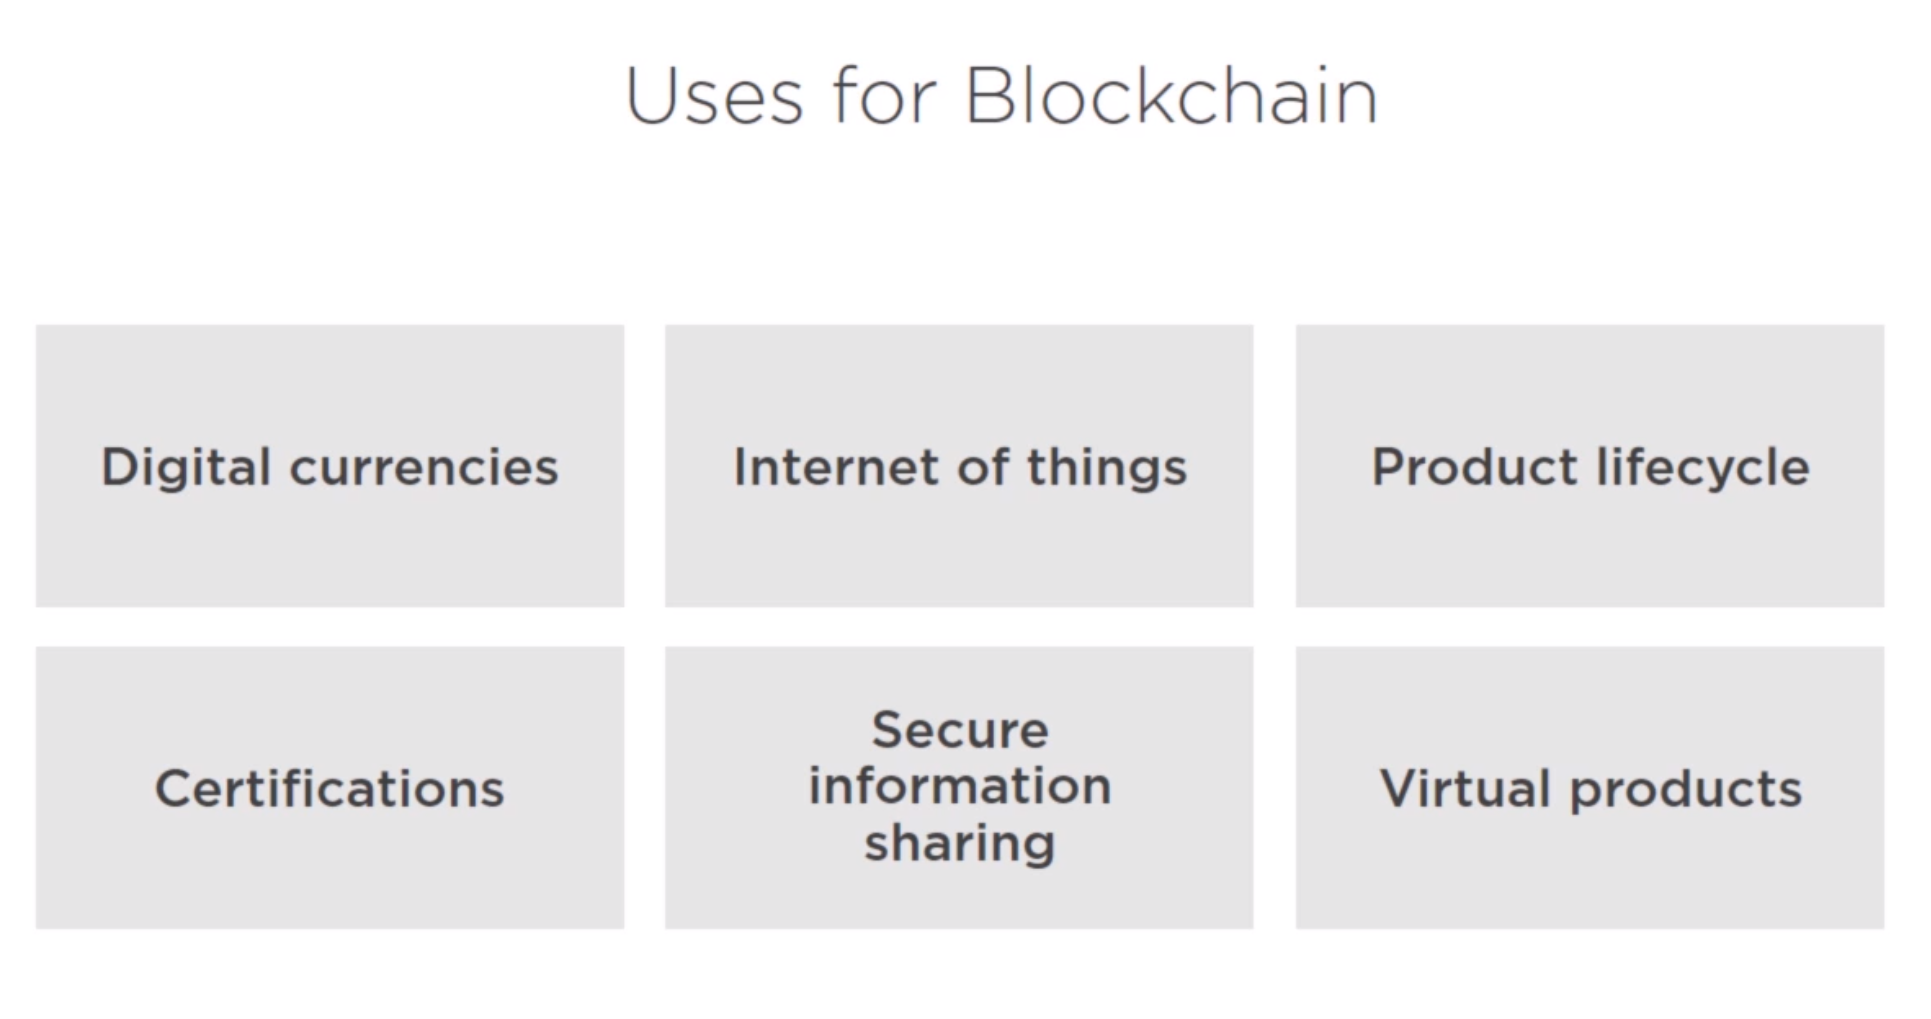 Uses for Blockchain
Digital currencies
Internet of things
Product lifecycle
Certifications
Secure
information
sharing
Virtual products